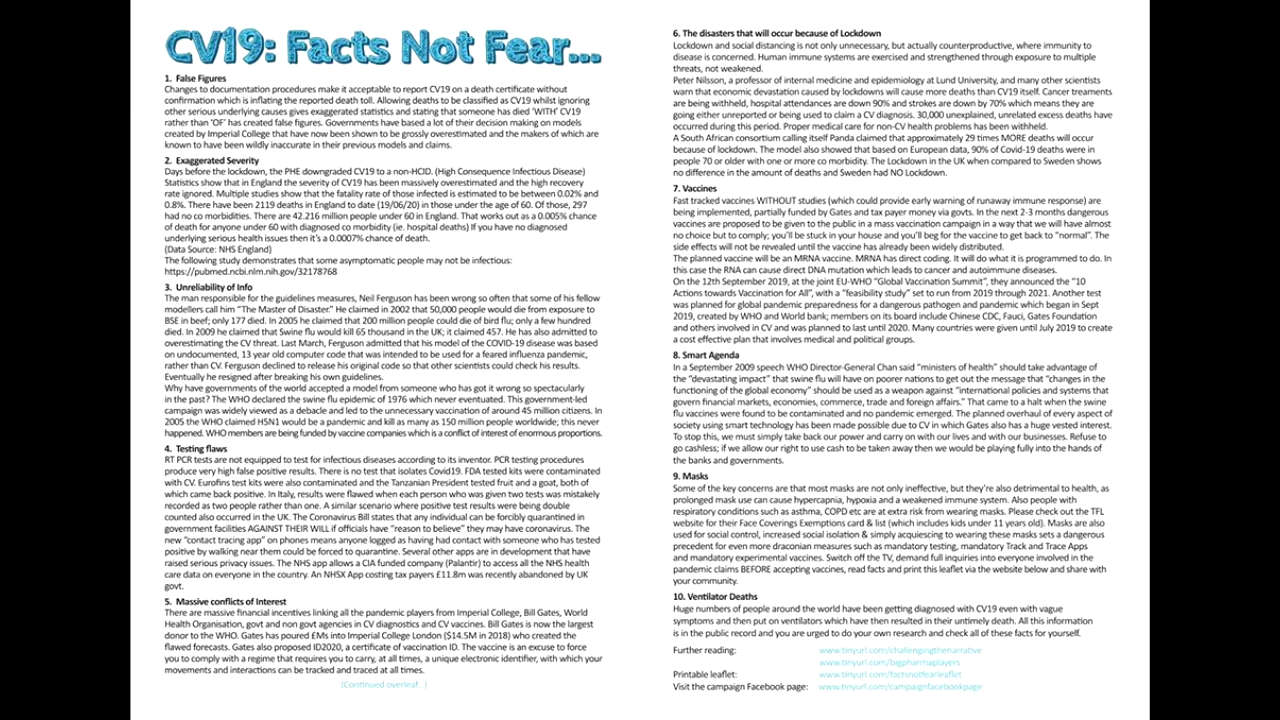 CV19: Facts Not Fear...
1. False Figures
Changes to documentation procedures make it acceptable to report CV19 on a death certificate without
confirmation which is inflating the reported death toll. Allowing deaths to be classified as CV19 whilst ignoring
other serious underlying causes gives exaggerated statistics and stating that someone has died 'WITH' CV19
rather than 'OF' has created false figures. Governments have based a lot of their decision making on models
created by Imperial College that have now been shown to be grossly overestimated and the makers of which are
known to have been wildly inaccurate in their previous models and claims.
2. Exaggerated Severity
Days before the lockdown, the PHE downgraded CV19 to a non-HCID. (High Consequence Infectious Disease)
Statistics show that in England the severity of CV19 has been massively overestimated and the high recovery
rate ignored. Multiple studies show that the fatality rate of those infected is estimated to be between 0.02% and
0.8%. There have been 2119 deaths in England to date (19/06/20) in those under the age of 60. Of those, 297
had no co morbidities. There are 42.216 million people under 60 in England. That works out as a 0.005% chance
of death for anyone under 60 with diagnosed co morbidity (ie. hospital deaths) If you have no diagnosed
underlying serious health issues then it's a 0.0007% chance of death.
(Data Source: NHS England)
The following study demonstrates that some asymptomatic people may not be infectious:
https://pubmed.ncbi.nlm.nih.gov/32178768
3. Unreliability of Info
The man responsible for the guidelines measures, Neil Ferguson has been wrong so often that some of his fellow
modellers call him "The Master of Disaster." He claimed in 2002 that 50,000 people would die from exposure to
BSE in beef; only 177 died. In 2005 he claimed that 200 million people could die of bird flu; only a few hundred
died. In 2009 he claimed that Swine flu would kill 65 thousand in the UK; it claimed 457. He has also admitted to
overestimating the CV threat. Last March, Ferguson admitted that his model of the COVID-19 disease was based
on undocumented, 13 year old computer code that was intended to be used for a feared influenza pandemic,
rather than CV. Ferguson declined to release his original code so that other scientists could check his results.
Eventually he resigned after breaking his own guidelines.
Why have governments of the world accepted a model from someone who has got it wrong so spectacularly
in the past? The WHO declared the swine flu epidemic of 1976 which never eventuated. This government-led
campaign was widely viewed as a debacle and led to the unnecessary vaccination of around 45 million citizens. In
2005 the WHO claimed H5N1 would be a pandemic and kill as many as 150 million people worldwide; this never
happened. WHO members are being funded by vaccine companies which is a conflict of interest of enormous proportions.
4. Testing flaws
RT PCR tests are not equipped to test for infectious diseases according to its inventor. PCR testing procedures
produce very high false positive results. There is no test that isolates Covid19. FDA tested kits were contaminated
with CV. Eurofins test kits were also contaminated and the Tanzanian President tested fruit and a goat, both of
which came back positive. In Italy, results were flawed when each person who was given two tests was mistakely
recorded as two people rather than one. A similar scenario where positive test results were being double
counted also occurred in the UK. The Coronavirus Bill states that any individual can be forcibly quarantined in
government facilities AGAINST THEIR WILL if officials have "reason to believe" they may have coronavirus. The
new "contact tracing app" on phones means anyone logged as having had contact with someone who has tested
positive by walking near them could be forced to quarantine. Several other apps are in development that have
raised serious privacy issues. The NHS app allows a CIA funded company (Palantir) to access all the NHS health
care data on everyone in the country. An NHSX App costing tax payers £11.8m was recently abandoned by UK
govt.
5. Massive conflicts of Interest
There are massive financial incentives linking all the pandemic players from Imperial College, Bill Gates, World
Health Organisation, govt and non govt agencies in CV diagnostics and CV vaccines. Bill Gates is now the largest
donor to the WHO. Gates has poured £Ms into Imperial College London ($14.5M in 2018) who created the
flawed forecasts. Gates also proposed ID2020, a certificate of vaccination ID. The vaccine is an excuse to force
you to comply with a regime that requires you to carry, at all times, a unique electronic identifier, with which your
movements and interactions can be tracked and traced at all times.
(Continued overleaf...)
6. The disasters that will occur because of Lockdown
Lockdown and social distancing is not only unnecessary, but actually counterproductive, where immunity to
disease is concerned. Human immune systems are exercised and strengthened through exposure to multiple
threats, not weakened.
Peter Nilsson, a professor of internal medicine and epidemiology at Lund University, and many other scientists
warn that economic devastation caused by lockdowns will cause more deaths than CV19 itself. Cancer treaments
are being withheld, hospital attendances are down 90% and strokes are down by 70% which means they are
going either unreported or being used to claim a CV diagnosis. 30,000 unexplained, unrelated excess deaths have
occurred during this period. Proper medical care for non-CV health problems has been withheld.
A South African consortium calling itself Panda claimed that approximately 29 times MORE deaths will occur
because of lockdown. The model also showed that based on European data, 90% of Covid-19 deaths were in
people 70 or older with one or more co morbidity. The Lockdown in the UK when compared to Sweden shows
no difference in the amount of deaths and Sweden had NO Lockdown.
7. Vaccines
Fast tracked vaccines WITHOUT studies (which could provide early warning of runaway immune response) are
being implemented, partially funded by Gates and tax payer money via govts. In the next 2-3 months dangerous
vaccines are proposed to be given to the public in a mass vaccination campaign in a way that we will have almost
no choice but to comply; you'll be stuck in your house and you'll beg for the vaccine to get back to "normal". The
side effects will not be revealed until the vaccine has already been widely distributed.
The planned vaccine will be an MRNA vaccine. MRNA has direct coding. It will do what it is programmed to do. In
this case the RNA can cause direct DNA mutation which leads to cancer and autoimmune diseases.
On the 12th September 2019, at the joint EU-WHO "Global Vaccination Summit", they announced the "10
Actions towards Vaccination for All", with a "feasibility study" set to run from 2019 through 2021. Another test
was planned for global pandemic preparedness for a dangerous pathogen and pandemic which began in Sept
2019, created by WHO and World bank; members on its board include Chinese CDC, Fauci, Gates Foundation
and others involved in CV and was planned to last until 2020. Many countries were given until July 2019 to create
a cost effective plan that involves medical and political groups.
8. Smart Agenda
In a September 2009 speech WHO Director-General Chan said "ministers of health" should take advantage of
the "devastating impact" that swine flu will have on poorer nations to get out the message that "changes in the
functioning of the global economy" should be used as a weapon against "international policies and systems that
govern financial markets, economies, commerce, trade and foreign affairs." That came to a halt when the swine
flu vaccines were found to be contaminated and no pandemic emerged. The planned overhaul of every aspect of
society using smart technology has been made possible due to CV in which Gates also has a huge vested interest.
To stop this, we must simply take back our power and carry on with our lives and with our businesses. Refuse to
go cashless; if we allow our right to use cash to be taken away then we would be playing fully into the hands of
the banks and governments.
9. Masks
Some of the key concerns are that most masks are not only ineffective, but they're also detrimental to health, as
prolonged mask use can cause hypercapnia, hypoxia and a weakened immune system. Also people with
respiratory conditions such as asthma, COPD etc are at extra risk from wearing masks. Please check out the TFL
website for their Face Coverings Exemptions card & list (which includes kids under 11 years old). Masks are also
used for social control, increased social isolation & simply acquiescing to wearing these masks sets a dangerous
precedent for even more draconian measures such as mandatory testing, mandatory Track and Trace Apps
and mandatory experimental vaccines. Switch off the TV, demand full inquiries into everyone involved in the
pandemic claims BEFORE accepting vaccines, read facts and print this leaflet via the website below and share with
your community.
10. Ventilator Deaths
Huge numbers of people around the world have been getting diagnosed with CV19 even with vague
symptoms and then put on ventilators which have then resulted in their untimely death. All this information
is in the public record and you are urged to do your own research and check all of these facts for yourself.
Further reading: www.tinyurl.com/challengingthenarrative
www.tinyurl.com/bigpharmaplayers
Printable leaflet: www.tinyurl.com/factsnotfearleaflet
Visit the campaign Facebook page: www.tinyurl.com/campaignfacebookpage